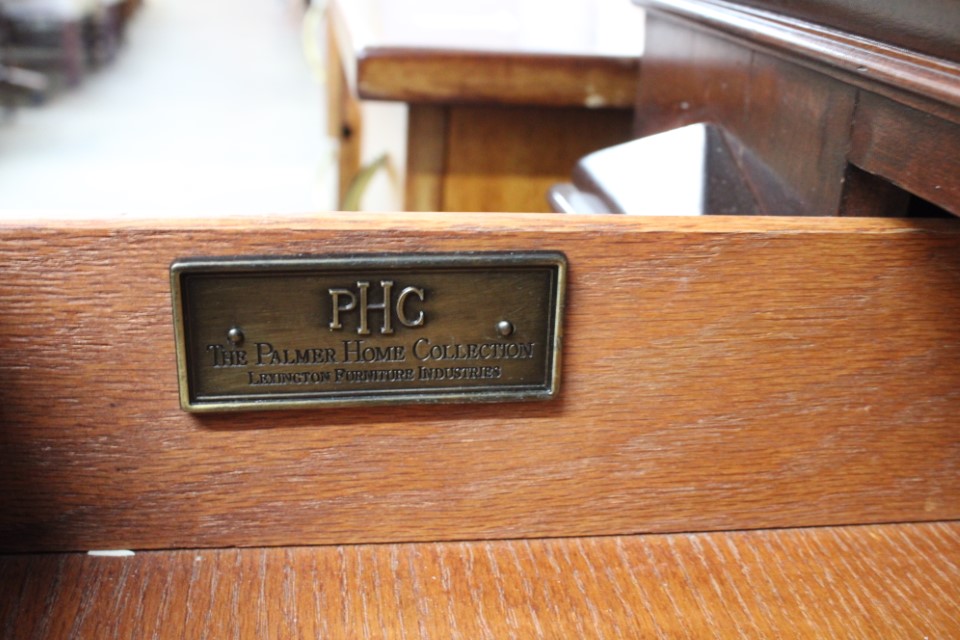 PHC
THE PALMER HOME COLLECTION
LEXINGTON FURNITURE INDUSTRIES